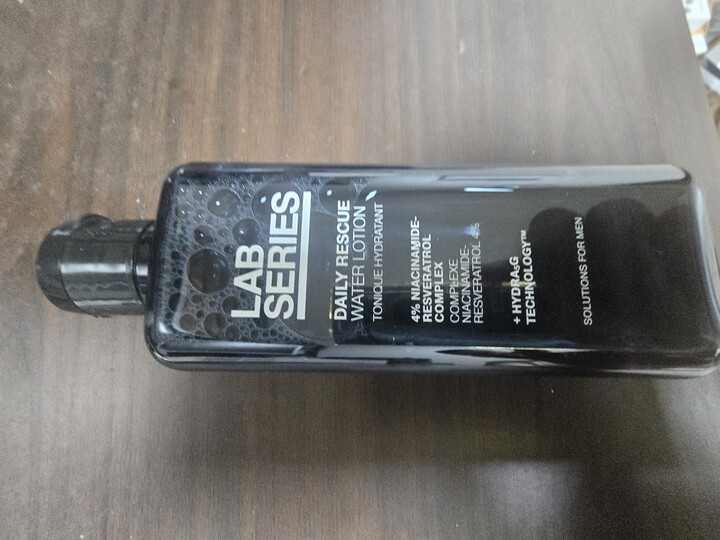 LAB
SERIES
DAILY RESCUE
WATER LOTION
TONIQUE HYDRATANT
4% NIACINAMIDE-
RESVERATROL
COMPLEX
COMPLEXE
NIACINAMIDE-
RESVERATROL 4%
+ HYDRA5G
TECHNOLOGY™
SOLUTIONS FOR MEN